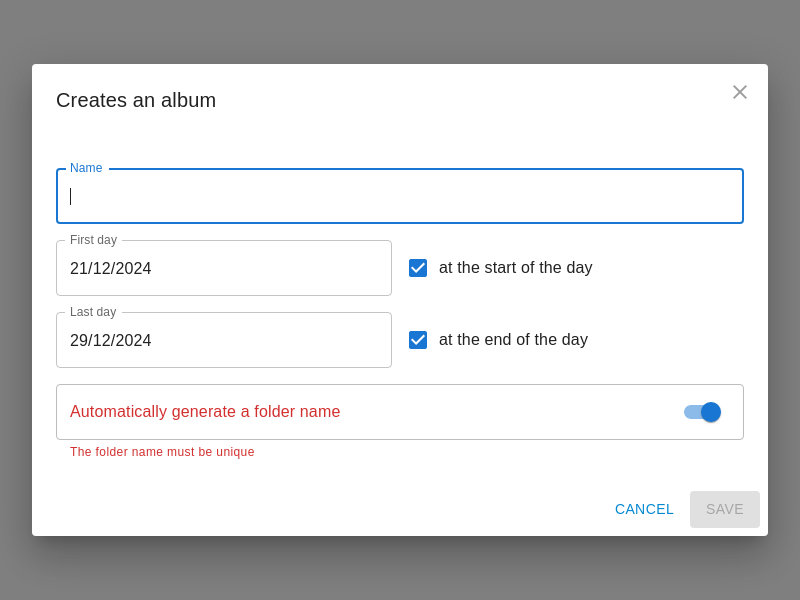 Creates an album
Name
First day
21/12/2024
at the start of the day
Last day
29/12/2024
at the end of the day
Automatically generate a folder name
The folder name must be unique
CANCEL
SAVE